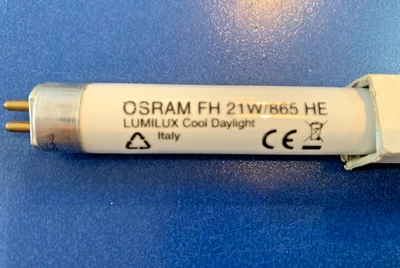 OSRAM FH 21W/865 HE
LUMILUX Cool Daylight
Italy CE